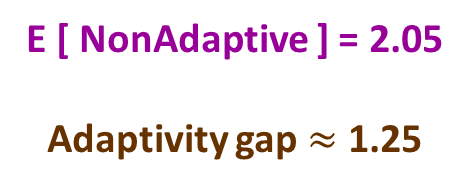 E [ NonAdaptive ] = 2.05
Adaptivity gap ≈ 1.25